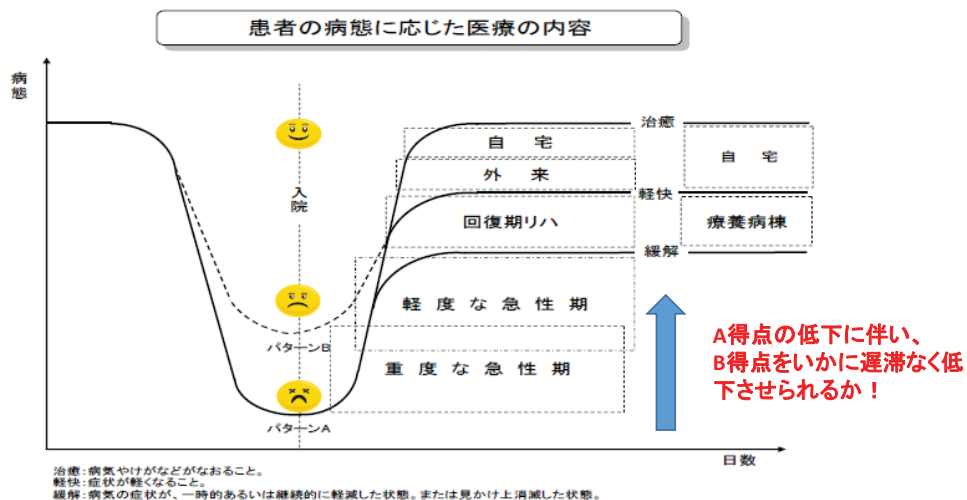 患者の病態に応じた医療の内容
病態
治癒
自　宅
自　宅
外　来
入院
軽快
回復期リハ
療養病棟
緩解
軽 度 な 急 性 期
パターンB
重 度 な 急 性 期
A得点の低下に伴い、
B得点をいかに遅滞なく低
下させられるか！
パターンA
日数
治癒：病気やけがなどがなおること。
軽快：症状が軽くなること。
緩解：病気の症状が、一時的あるいは継続的に軽減した状態。または見かけ上消滅した状態。